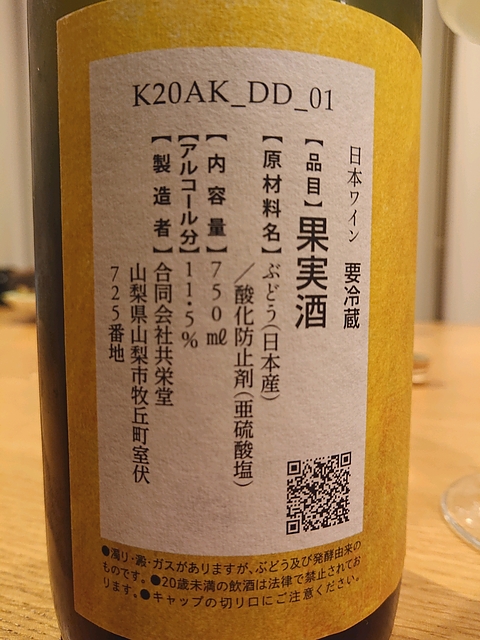 K20AK_DD_01
日本ワイン 要冷蔵
【品目】果実酒
【原材料名】ぶどう(日本産)
／酸化防止剤(亜硫酸塩)
【内容量】750㎖
【アルコール分】11・5%
【製造者】合同会社共栄堂
山梨県山梨市牧丘町室伏
725番地
●濁り・澱・ガスがありますが、ぶどう及び発酵由来の
ものです。●20歳未満の飲酒は法律で禁止されてお
ります。●キャップの切り口にご注意ください。